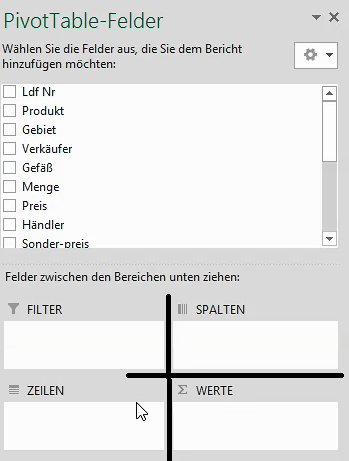 PivotTable-Felder
Wählen Sie die Felder aus, die Sie dem Bericht
hinzufügen möchten:
Ldf Nr
Produkt
Gebiet
Verkäufer
Gefäß
Menge
Preis
Händler
Sonder-preis
Felder zwischen den Bereichen unten ziehen:
FILTER
SPALTEN
ZEILEN
Σ WERTE